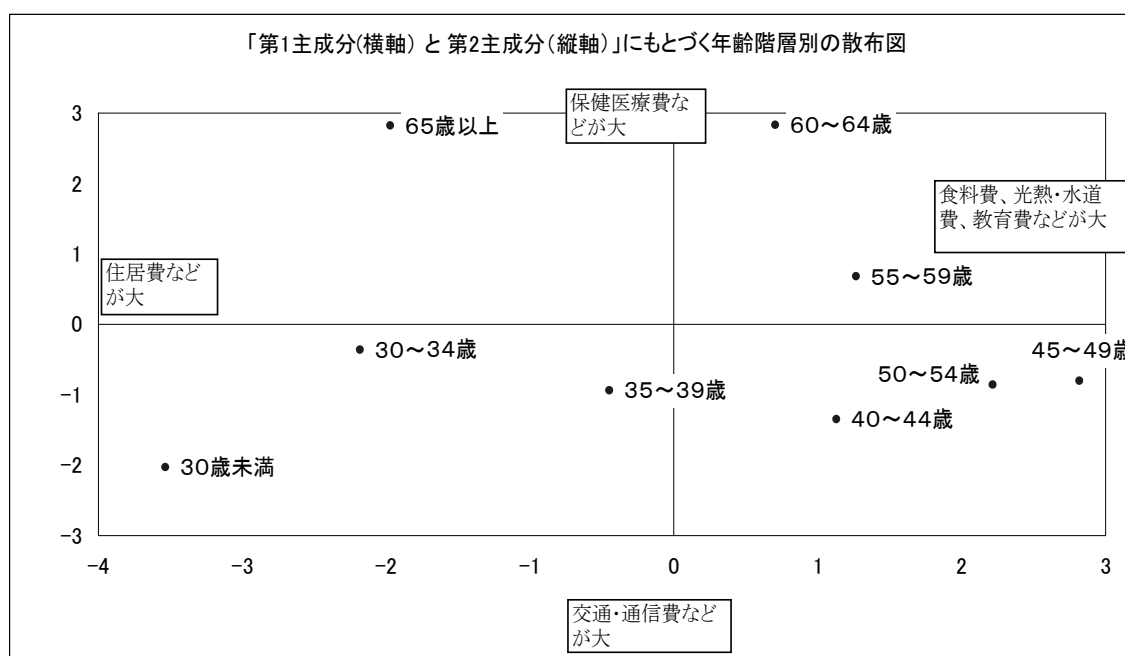 「第1主成分(横軸) と 第2主成分(縦軸)」にもとづく年齢階層別の散布図
保健医療費な
どが大
3
65歳以上
60～64歳
2
食料費、光熱・水道
費、教育費などが大
1
住居費など
が大
55～59歳
0
30～34歳
45～49歳
50～54歳
35～39歳
−1
40～44歳
−2
30歳未満
−3
−4 −3 −2 −1 0 1 2 3
交通・通信費など
が大